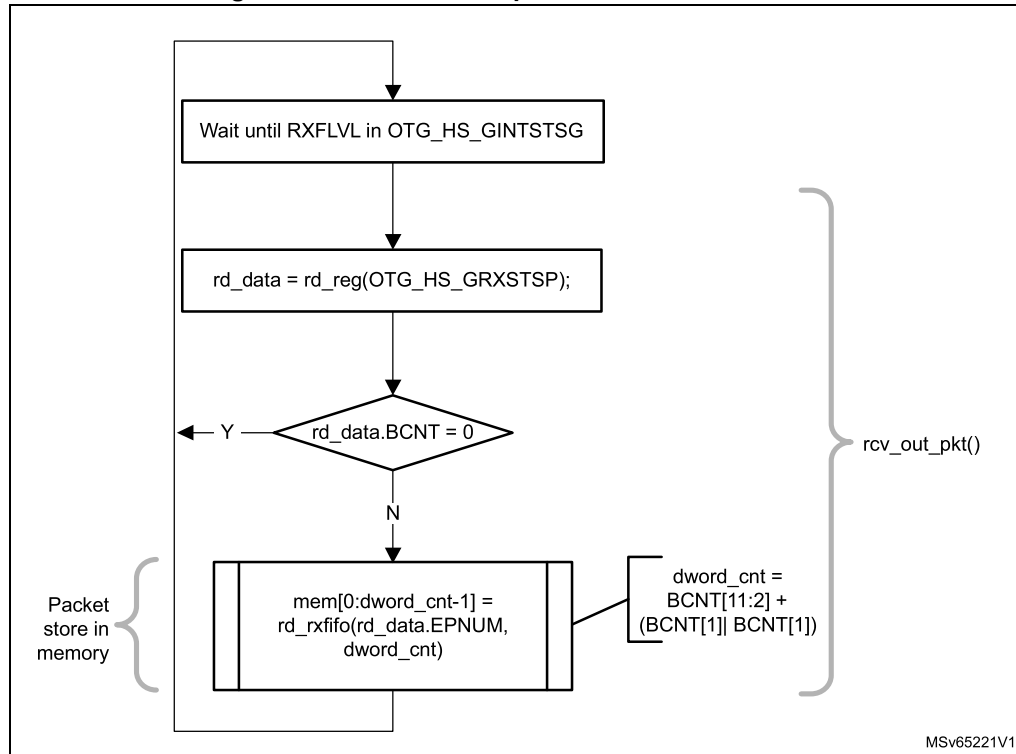 Wait until RXFLVL in OTG_HS_GINTSTSG
rd_data = rd_reg(OTG_HS_GRXSTSP);
Y
rd_data.BCNT = 0
rcv_out_pkt()
N
Packet
store in
memory
mem[0:dword_cnt-1] =
rd_rxfifo(rd_data.EPNUM,
dword_cnt)
dword_cnt =
BCNT[11:2] +
(BCNT[1]| BCNT[1])
MSv65221V1